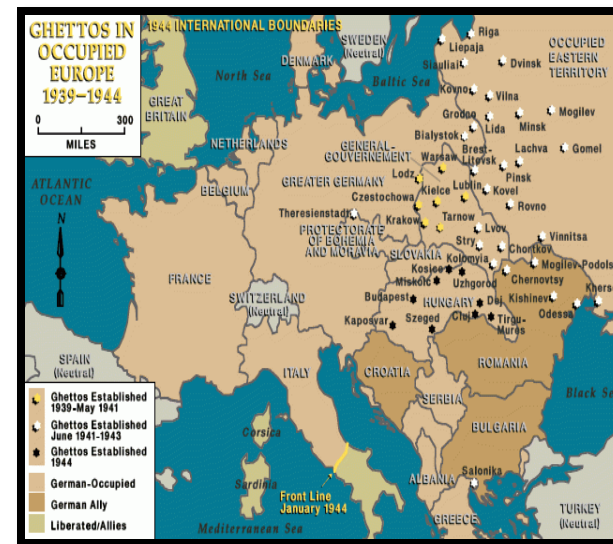 GHETTOS IN
OCCUPIED
EUROPE
1939–1944
0 300
MILES
1944 INTERNATIONAL BOUNDARIES
SWEDEN
(Neutral)
Riga
Liepaja
OCCUPIED
EASTERN
TERRITORY
Siauliai
Dvinsk
DENMARK
North Sea
Baltic Sea
GREAT
BRITAIN
Kovno
Vilna
Grodno
Lida
Minsk
Mogilev
NETHERLANDS
Bialystok
GENERAL-
GOUVERNEMENT
Brest-
Litovsk
Lachva
Gomel
Warsaw
Lodz
GREATER GERMANY
Pinsk
BELGIUM
Kielce
Lublin
Kovel
ATLANTIC
OCEAN
Czestochowa
Theresienstadt
Rovno
Krakow
Tarnow
PROTECTORATE
OF BOHEMIA
AND MORAVIA
Lvov
Stry
Vinnitsa
N
SLOVAKIA
Chortkov
Kolomyia
Kosice
Mogilev Podols
Miskolc
Uzhgorod
Chernovtsy
FRANCE
SWITZERLAND
(Neutral)
Budapest
HUNGARY
Dej
Kishinev
Khers
Kaposvar
Szeged
Cluj
Tirgu-
Mures
Odessa
SPAIN
(Neutral)
ITALY
CROATIA
ROMANIA
SERBIA
Black Se
BULGARIA
Corsica
Sardinia
ALBANIA
Salonika
Front Line
January 1944
TURKEY
(Neutral)
GREECE
Mediterranean Sea
Ghettos Established
1939-May 1941
Ghettos Established
June 1941-1943
Ghettos Established
1944
German-Occupied
German Ally
Liberated/Allies